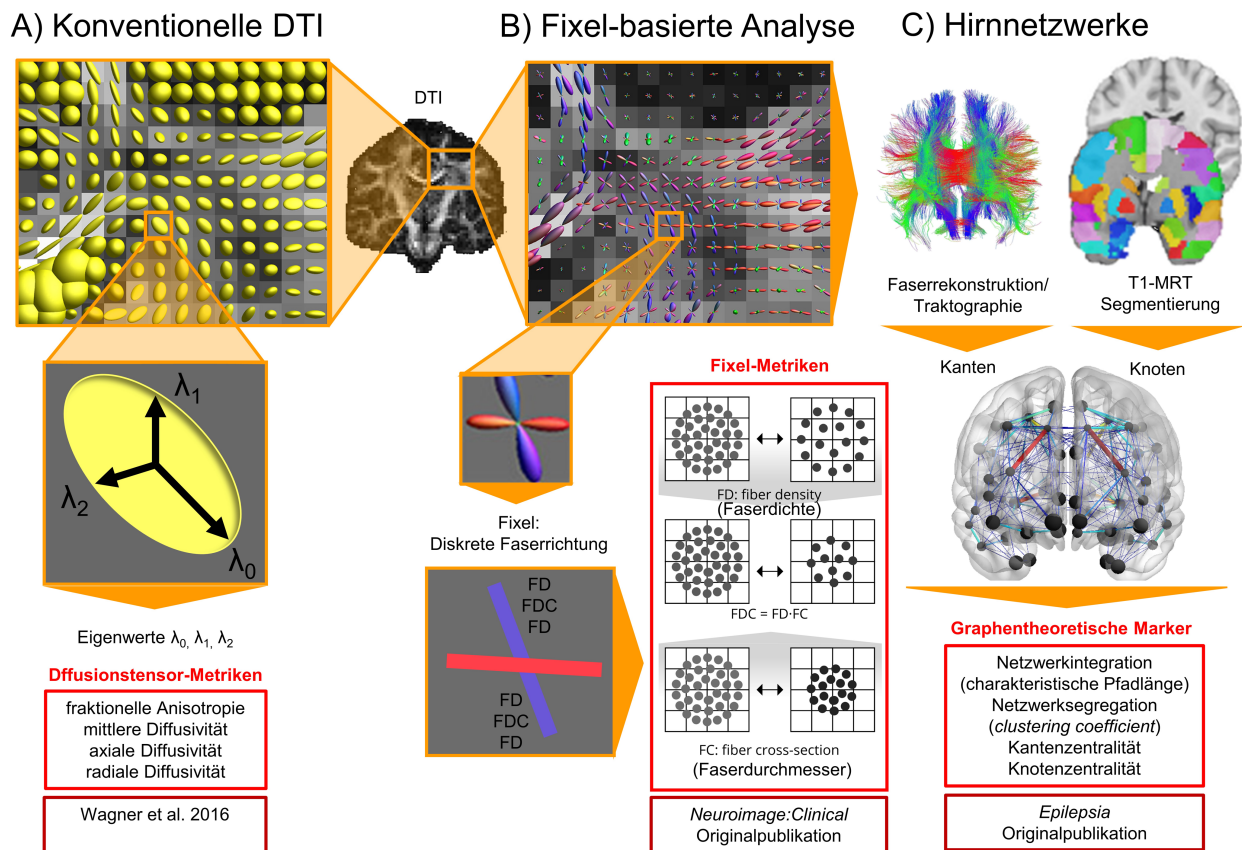 A) Konventionelle DTI
DTI
λ1
λ2
λ0
Eigenwerte λ0, λ1, λ2
Dffusionstensor-Metriken
fraktionelle Anisotropie
mittlere Diffusivität
axiale Diffusivität
radiale Diffusivität
Wagner et al. 2016
B) Fixel-basierte Analyse
Fixel:
Diskrete Faserrichtung
FD
FDC
FD
FD
FDC
FD
Fixel-Metriken
FD: fiber density
(Faserdichte)
FDC = FD·FC
FC: fiber cross-section
(Faserdurchmesser)
Neuroimage:Clinical
Originalpublikation
C) Hirnnetzwerke
Faserrekonstruktion/
Traktographie
T1-MRT
Segmentierung
Kanten
Knoten
Graphentheoretische Marker
Netzwerkintegration
(charakteristische Pfadlänge)
Netzwerksegregation
(clustering coefficient)
Kantenzentralität
Knotenzentralität
Epilepsia
Originalpublikation